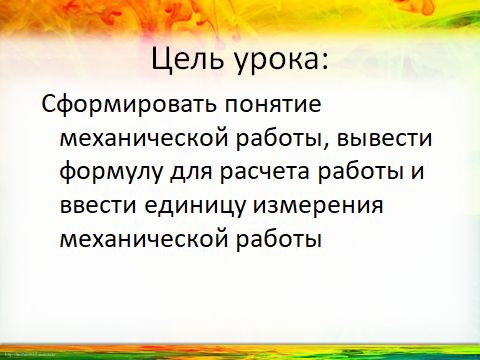 Цель урока:
Сформировать понятие
механической работы, вывести
формулу для расчета работы и
ввести единицу измерения
механической работы